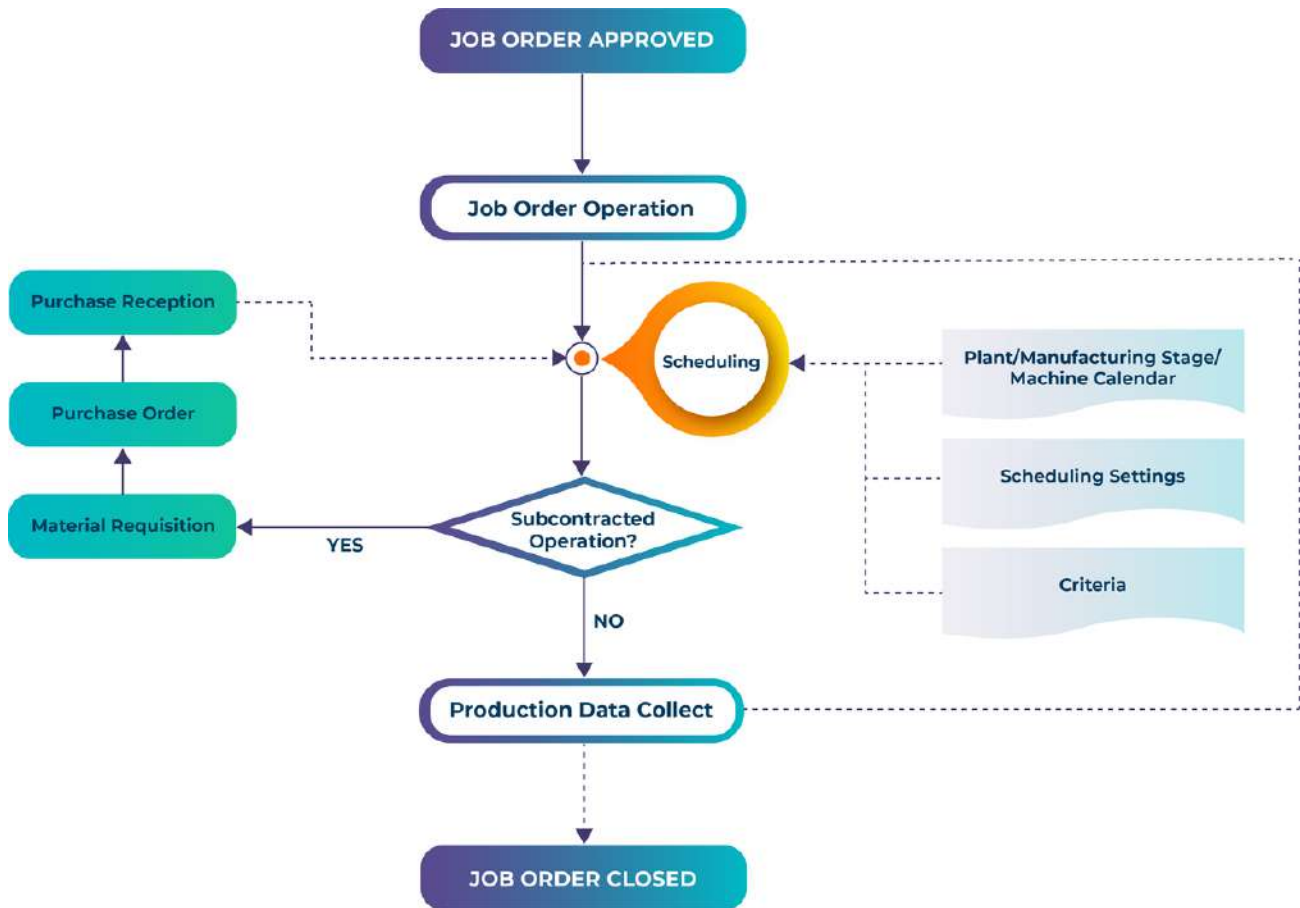 JOB ORDER APPROVED
Job Order Operation
Purchase Reception
Scheduling
Plant/Manufacturing Stage/
Machine Calendar
Purchase Order
Scheduling Settings
Material Requisition
YES
Subcontracted
Operation?
Criteria
NO
Production Data Collect
JOB ORDER CLOSED